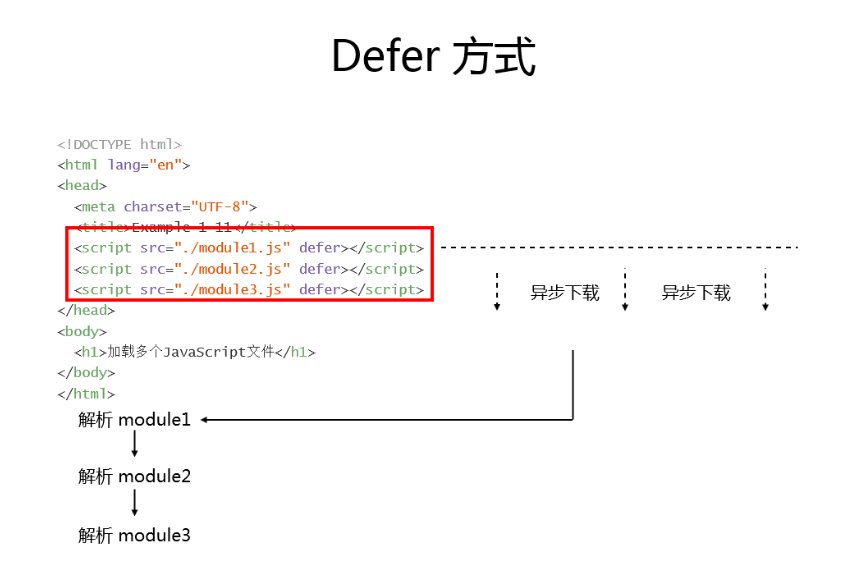 Defer 方式
<!DOCTYPE html>
<html lang="en">
<head>
<meta charset="UTF-8">
<title>Example 1-11</title>
<script src="./module1.js" defer></script>
<script src="./module2.js" defer></script>
<script src="./module3.js" defer></script>
异步下载 异步下载
</head>
<body>
<h1>加载多个JavaScript文件</h1>
</body>
</html>
解析 module1
解析 module2
解析 module3